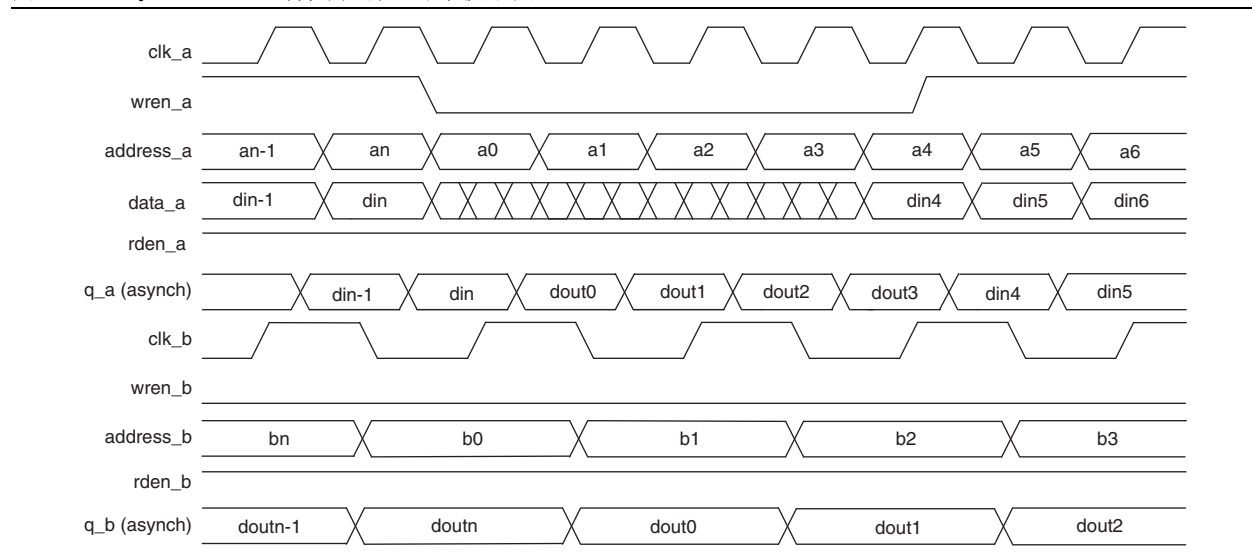 clk_a
wren_a
address_a an-1 an a0 a1 a2 a3 a4 a5 a6
data_a din-1 din din4 din5 din6
rden_a
q_a (asynch) din-1 din dout0 dout1 dout2 dout3 din4 din5
clk_b
wren_b
address_b bn b0 b1 b2 b3
rden_b
q_b (asynch) doutn-1 doutn dout0 dout1 dout2